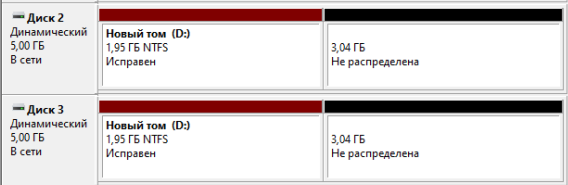 Диск 2
Динамический
5,00 ГБ
В сети
Новый том (D:)
1,95 ГБ NTFS
Исправен
3,04 ГБ
Не распределена
Диск 3
Динамический
5,00 ГБ
В сети
Новый том (D:)
1,95 ГБ NTFS
Исправен
3,04 ГБ
Не распределена